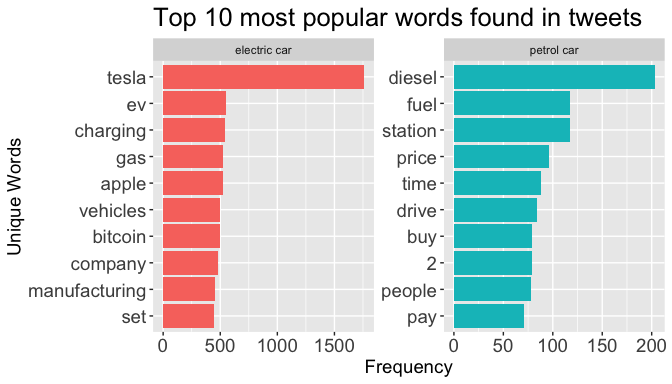 Top 10 most popular words found in tweets
electric car
petrol car
Unique Words
tesla
ev
charging
gas
apple
vehicles
bitcoin
company
manufacturing
set
0 500 1000 1500
diesel
fuel
station
price
time
drive
buy
2
people
pay
0 50 100 150 200
Frequency